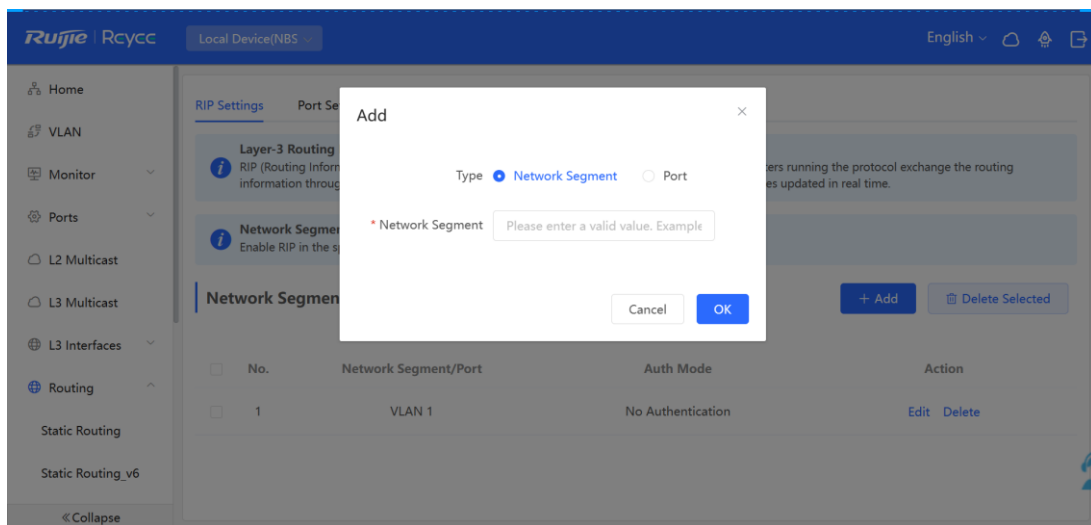 Ruijie | Reyee
Local Device(NBS
English
Home
VLAN
Monitor
Ports
L2 Multicast
L3 Multicast
L3 Interfaces
Routing
Static Routing
Static Routing_v6
«Collapse
RIP Settings Port Se
Layer-3 Routing
RIP (Routing Inform ers running the protocol exchange the routing
information throug es updated in real time.
Network Segmen
Enable RIP in the s
Network Segmen
+ Add Delete Selected
No. Network Segment/Port Auth Mode Action
1 VLAN 1 No Authentication Edit Delete
Add
Type Network Segment Port
* Network Segment Please enter a valid value. Example
Cancel OK